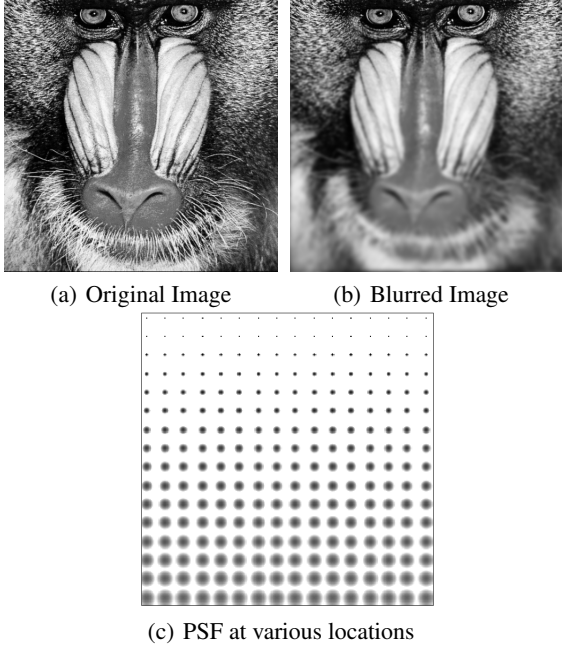 (a) Original Image
(b) Blurred Image
(c) PSF at various locations